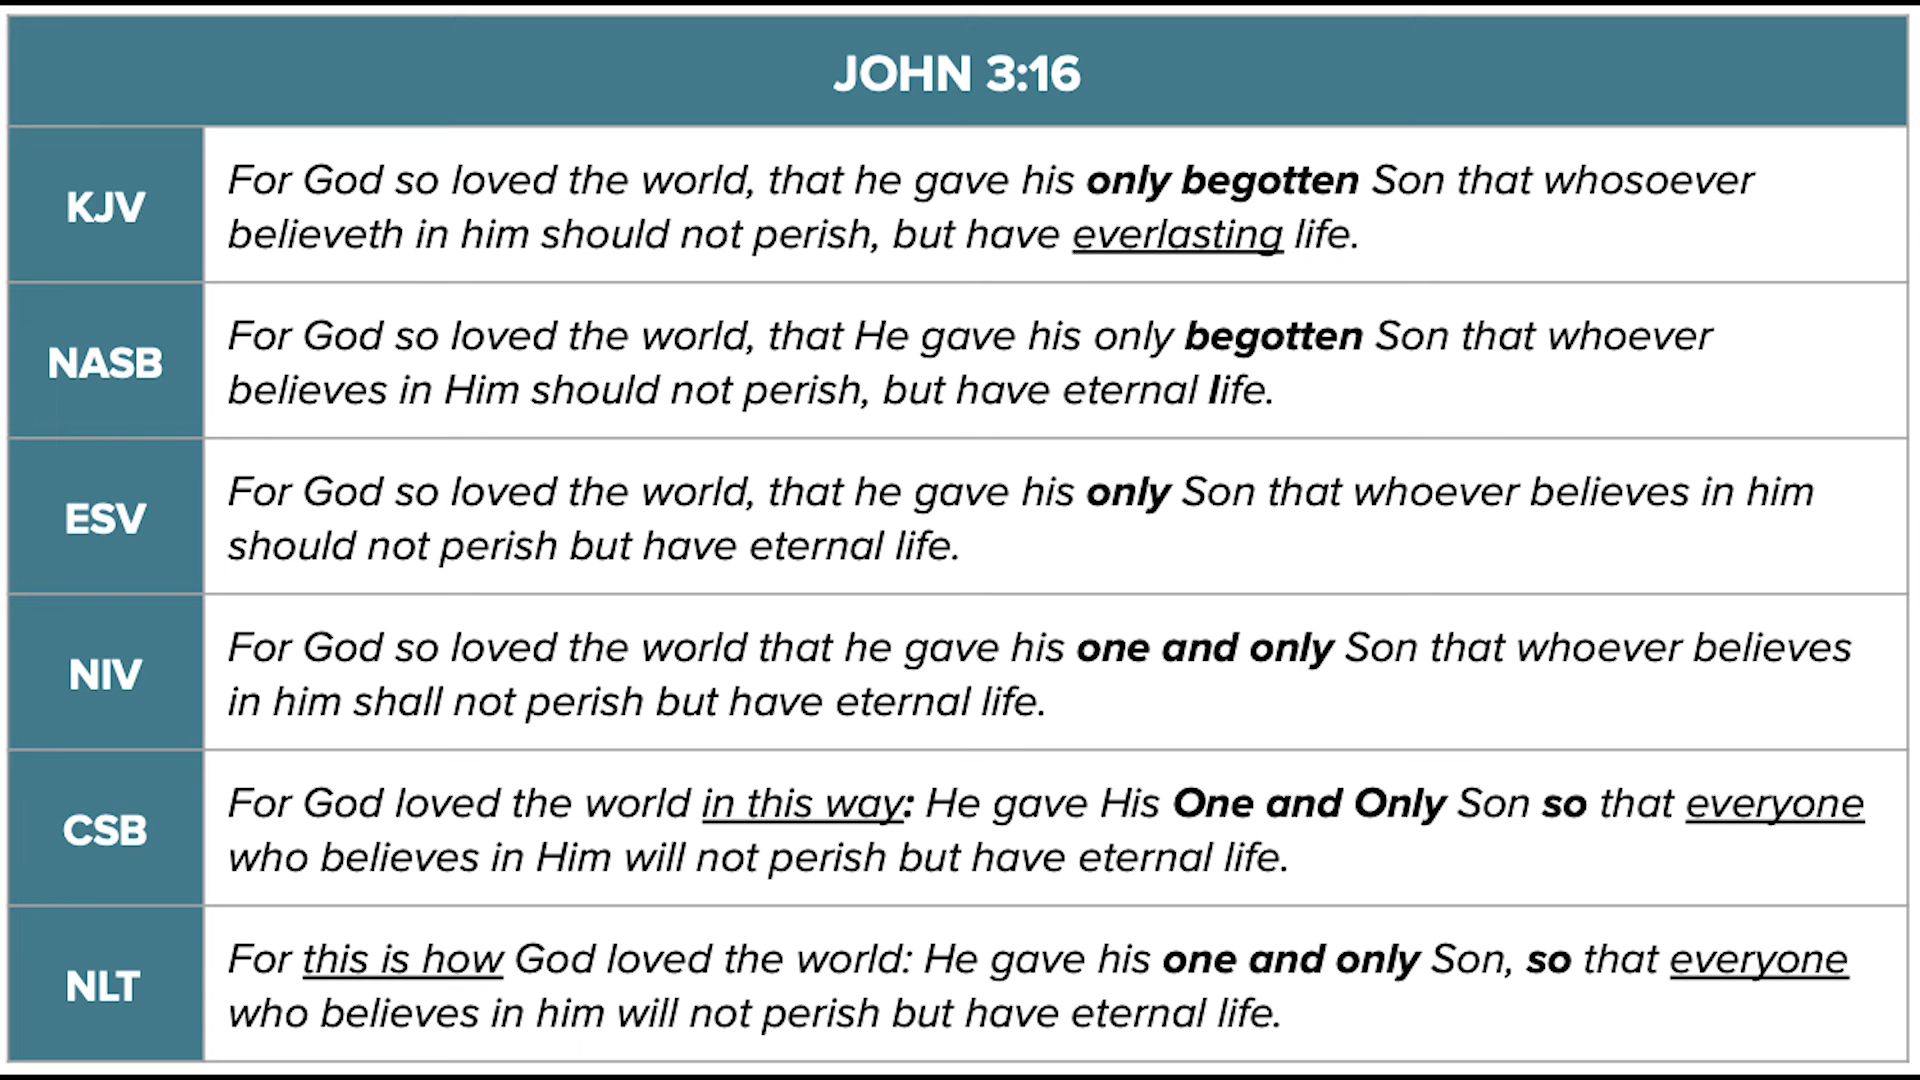 JOHN 3:16
KJV
For God so loved the world, that he gave his only begotten Son that whosoever
believeth in him should not perish, but have everlasting life.
NASB
For God so loved the world, that He gave his only begotten Son that whoever
believes in Him should not perish, but have eternal life.
ESV
For God so loved the world, that he gave his only Son that whoever believes in him
should not perish but have eternal life.
NIV
For God so loved the world that he gave his one and only Son that whoever believes
in him shall not perish but have eternal life.
CSB
For God loved the world in this way: He gave His One and Only Son so that everyone
who believes in Him will not perish but have eternal life.
NLT
For this is how God loved the world: He gave his one and only Son, so that everyone
who believes in him will not perish but have eternal life.